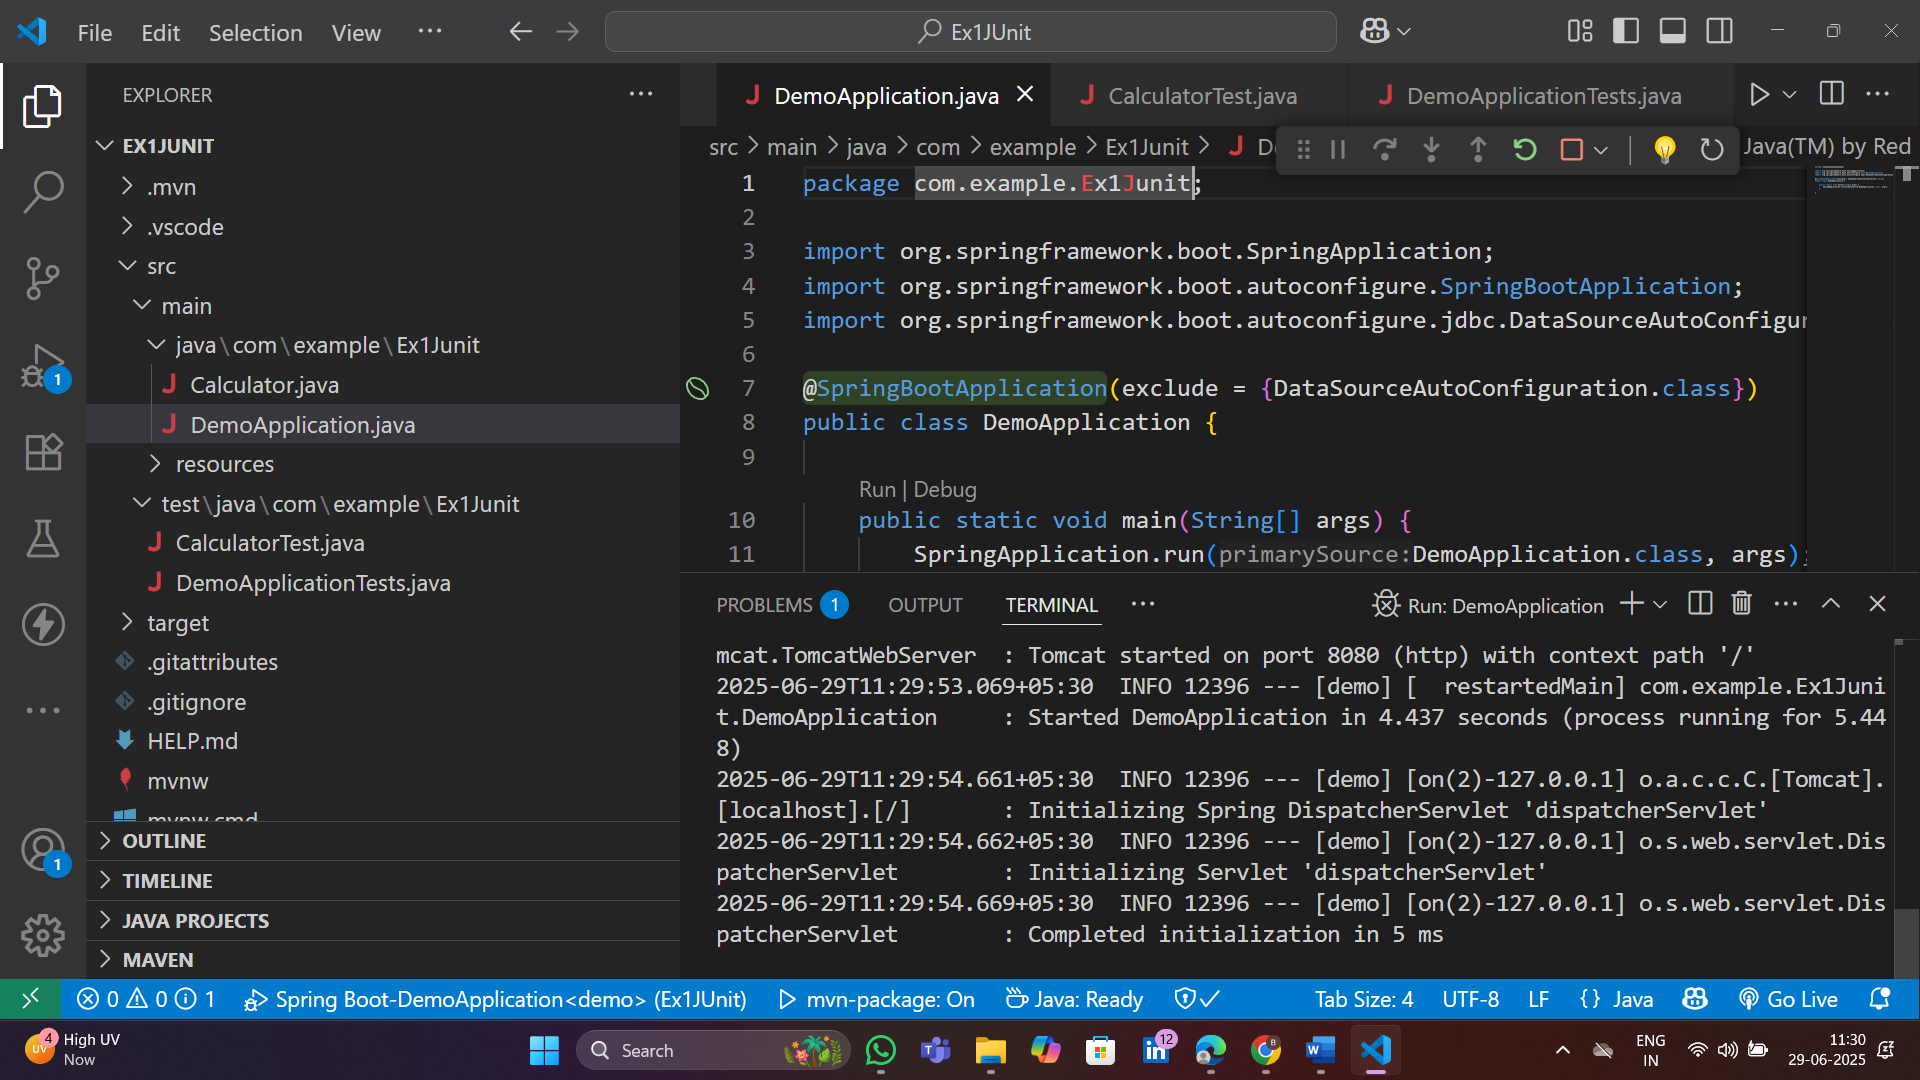 File Edit Selection View ··· Ex1JUnit
EXPLORER
EX1JUNIT
.mvn
.vscode
src
main
java\com\example\Ex1Junit
Calculator.java
DemoApplication.java
resources
test\java\com\example\Ex1Junit
CalculatorTest.java
DemoApplicationTests.java
target
.gitattributes
.gitignore
HELP.md
mvnw
mvnw.cmd
OUTLINE
TIMELINE
JAVA PROJECTS
MAVEN
1
1
DemoApplication.java CalculatorTest.java DemoApplicationTests.java
src > main > java > com > example > Ex1Junit > De
Java(TM) by Red
1 package com.example.Ex1Junit;
2
3 import org.springframework.boot.SpringApplication;
4 import org.springframework.boot.autoconfigure.SpringBootApplication;
5 import org.springframework.boot.autoconfigure.jdbc.DataSourceAutoConfigur
6
7 @SpringBootApplication(exclude = {DataSourceAutoConfiguration.class})
8 public class DemoApplication {
9
Run | Debug
10 public static void main(String[] args) {
11 SpringApplication.run(primarySource:DemoApplication.class, args);
PROBLEMS 1 OUTPUT TERMINAL ··· Run: DemoApplication
mcat.TomcatWebServer : Tomcat started on port 8080 (http) with context path '/'
2025-06-29T11:29:53.069+05:30 INFO 12396 --- [demo] [ restartedMain] com.example.Ex1Juni
t.DemoApplication : Started DemoApplication in 4.437 seconds (process running for 5.44
8)
2025-06-29T11:29:54.661+05:30 INFO 12396 --- [demo] [on(2)-127.0.0.1] o.a.c.c.C.[Tomcat].
[localhost].[/] : Initializing Spring DispatcherServlet 'dispatcherServlet'
2025-06-29T11:29:54.662+05:30 INFO 12396 --- [demo] [on(2)-127.0.0.1] o.s.web.servlet.Dis
patcherServlet : Initializing Servlet 'dispatcherServlet'
2025-06-29T11:29:54.669+05:30 INFO 12396 --- [demo] [on(2)-127.0.0.1] o.s.web.servlet.Dis
patcherServlet : Completed initialization in 5 ms
0 0 1 Spring Boot-DemoApplication<demo> (Ex1JUnit) mvn-package: On Java: Ready Tab Size: 4 UTF-8 LF {} Java Go Live
UV 4 High UV
Now
Search
12
ENG
IN
11:30
29-06-2025